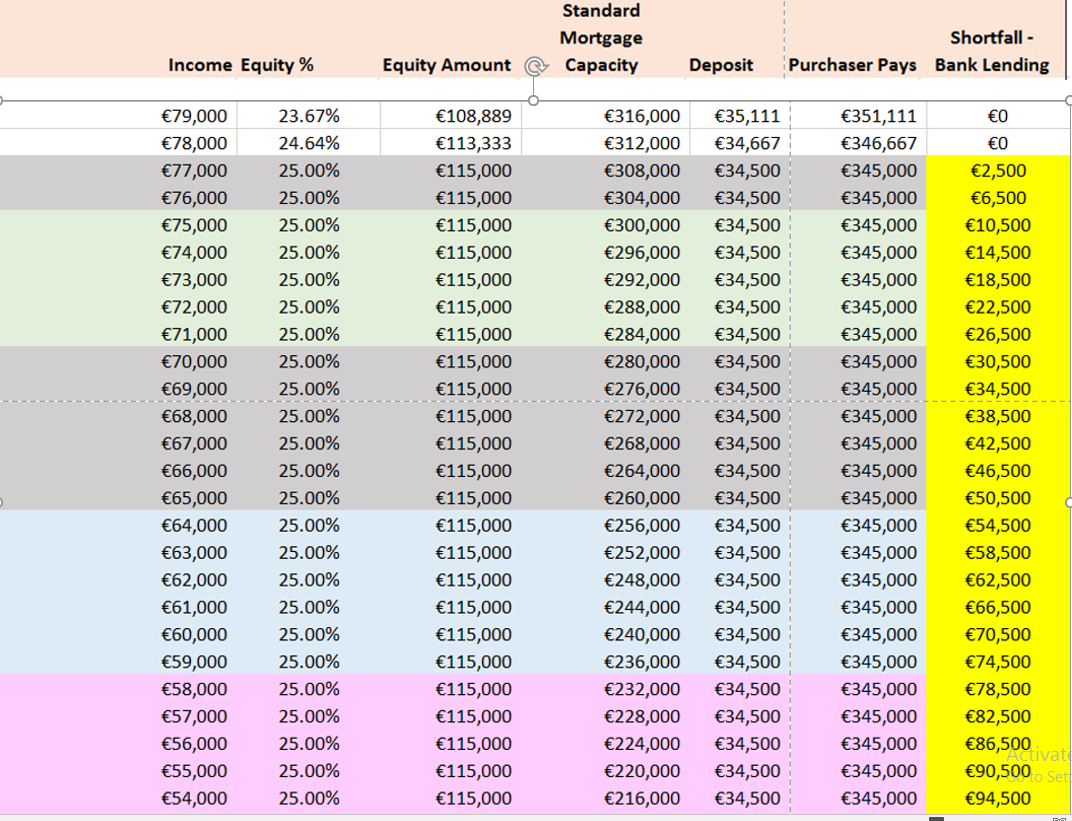 Standard
Mortgage
Shortfall -
Income Equity % Equity Amount Capacity Deposit Purchaser Pays Bank Lending
€79,000 23.67% €108,889 €316,000 €35,111 €351,111 €0
€78,000 24.64% €113,333 €312,000 €34,667 €346,667 €0
€77,000 25.00% €115,000 €308,000 €34,500 €345,000 €2,500
€76,000 25.00% €115,000 €304,000 €34,500 €345,000 €6,500
€75,000 25.00% €115,000 €300,000 €34,500 €345,000 €10,500
€74,000 25.00% €115,000 €296,000 €34,500 €345,000 €14,500
€73,000 25.00% €115,000 €292,000 €34,500 €345,000 €18,500
€72,000 25.00% €115,000 €288,000 €34,500 €345,000 €22,500
€71,000 25.00% €115,000 €284,000 €34,500 €345,000 €26,500
€70,000 25.00% €115,000 €280,000 €34,500 €345,000 €30,500
€69,000 25.00% €115,000 €276,000 €34,500 €345,000 €34,500
€68,000 25.00% €115,000 €272,000 €34,500 €345,000 €38,500
€67,000 25.00% €115,000 €268,000 €34,500 €345,000 €42,500
€66,000 25.00% €115,000 €264,000 €34,500 €345,000 €46,500
€65,000 25.00% €115,000 €260,000 €34,500 €345,000 €50,500
€64,000 25.00% €115,000 €256,000 €34,500 €345,000 €54,500
€63,000 25.00% €115,000 €252,000 €34,500 €345,000 €58,500
€62,000 25.00% €115,000 €248,000 €34,500 €345,000 €62,500
€61,000 25.00% €115,000 €244,000 €34,500 €345,000 €66,500
€60,000 25.00% €115,000 €240,000 €34,500 €345,000 €70,500
€59,000 25.00% €115,000 €236,000 €34,500 €345,000 €74,500
€58,000 25.00% €115,000 €232,000 €34,500 €345,000 €78,500
€57,000 25.00% €115,000 €228,000 €34,500 €345,000 €82,500
€56,000 25.00% €115,000 €224,000 €34,500 €345,000 €86,500
Activate
€55,000 25.00% €115,000 €220,000 €34,500 €345,000 €90,500
Go to Sett
€54,000 25.00% €115,000 €216,000 €34,500 €345,000 €94,500